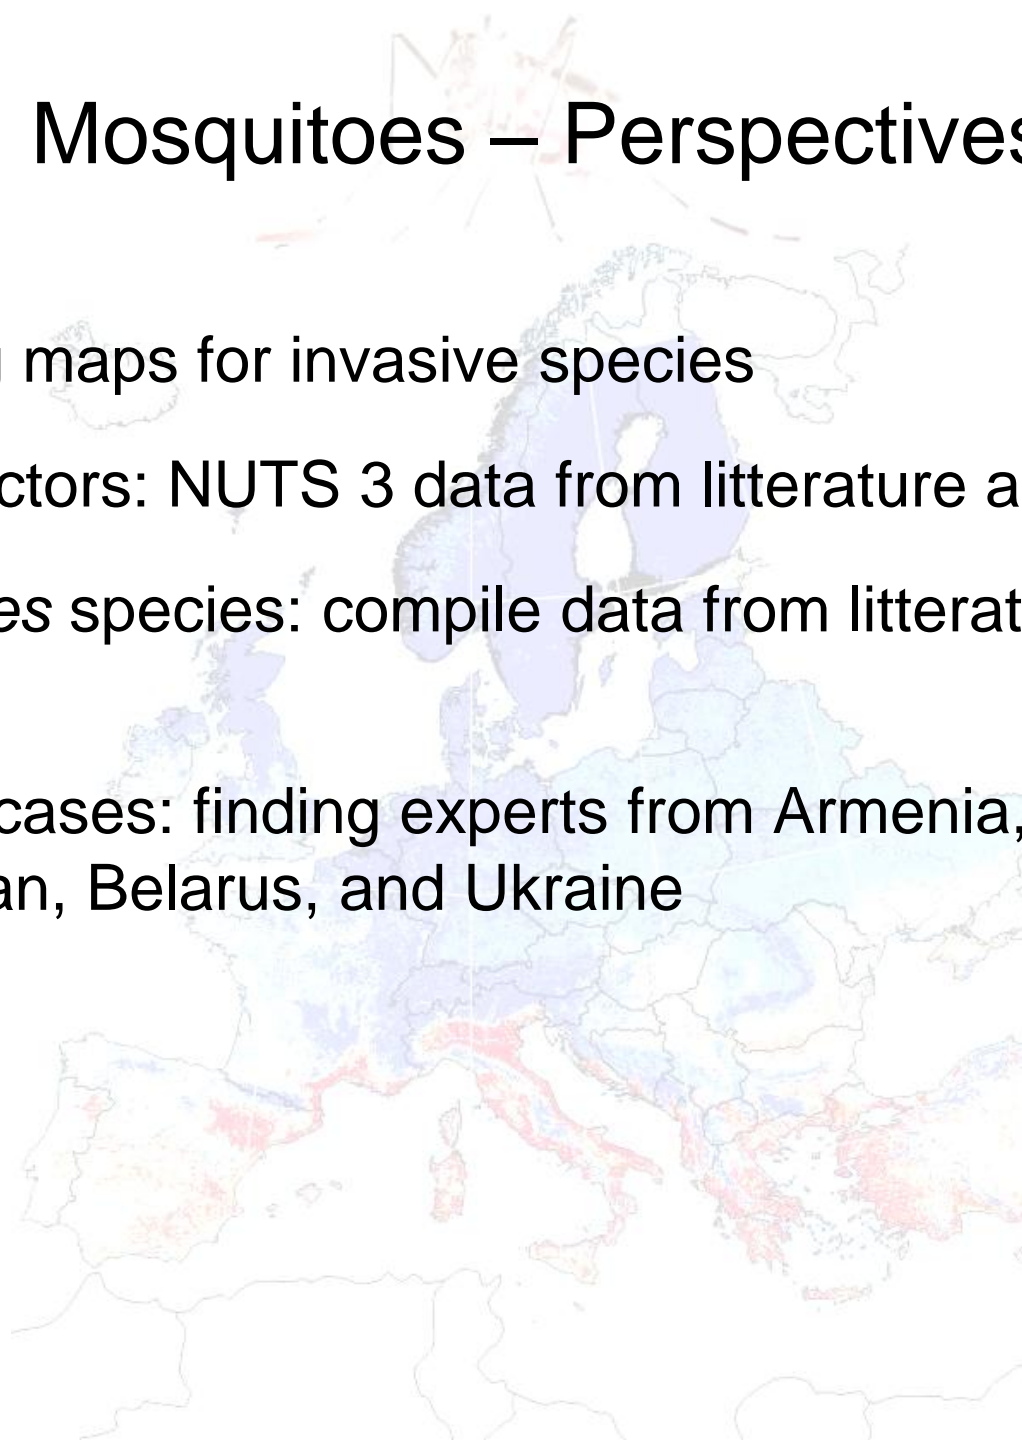 Mosquitoes – Perspectives
maps for invasive species
ctors: NUTS 3 data from litterature a
es species: compile data from litterat
cases: finding experts from Armenia,
an, Belarus, and Ukraine